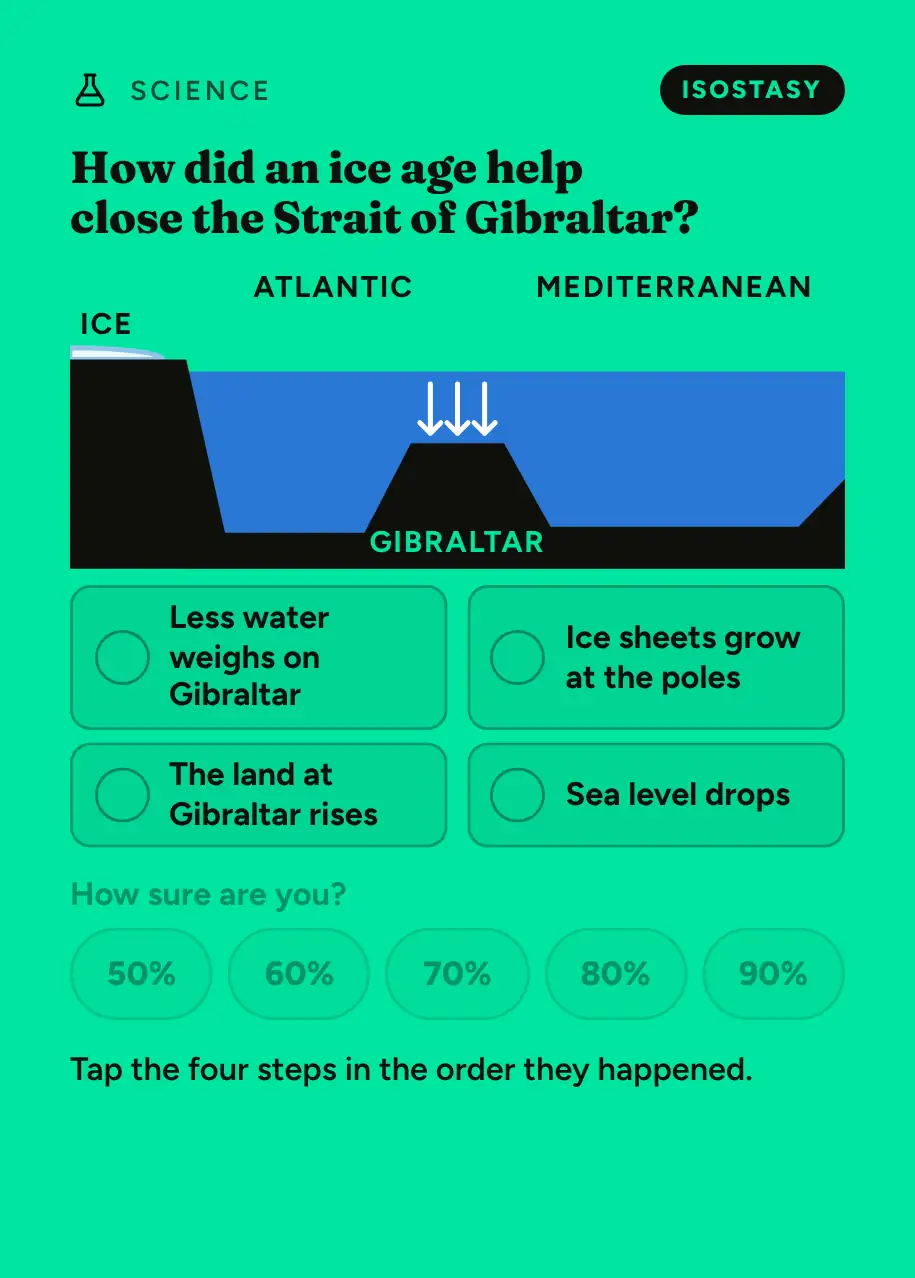 SCIENCE
ISOSTASY
How did an ice age help
close the Strait of Gibraltar?
ATLANTIC
MEDITERRANEAN
ICE
GIBRALTAR
Less water
weighs on
Gibraltar
Ice sheets grow
at the poles
The land at
Gibraltar rises
Sea level drops
How sure are you?
50%
60%
70%
80%
90%
Tap the four steps in the order they happened.